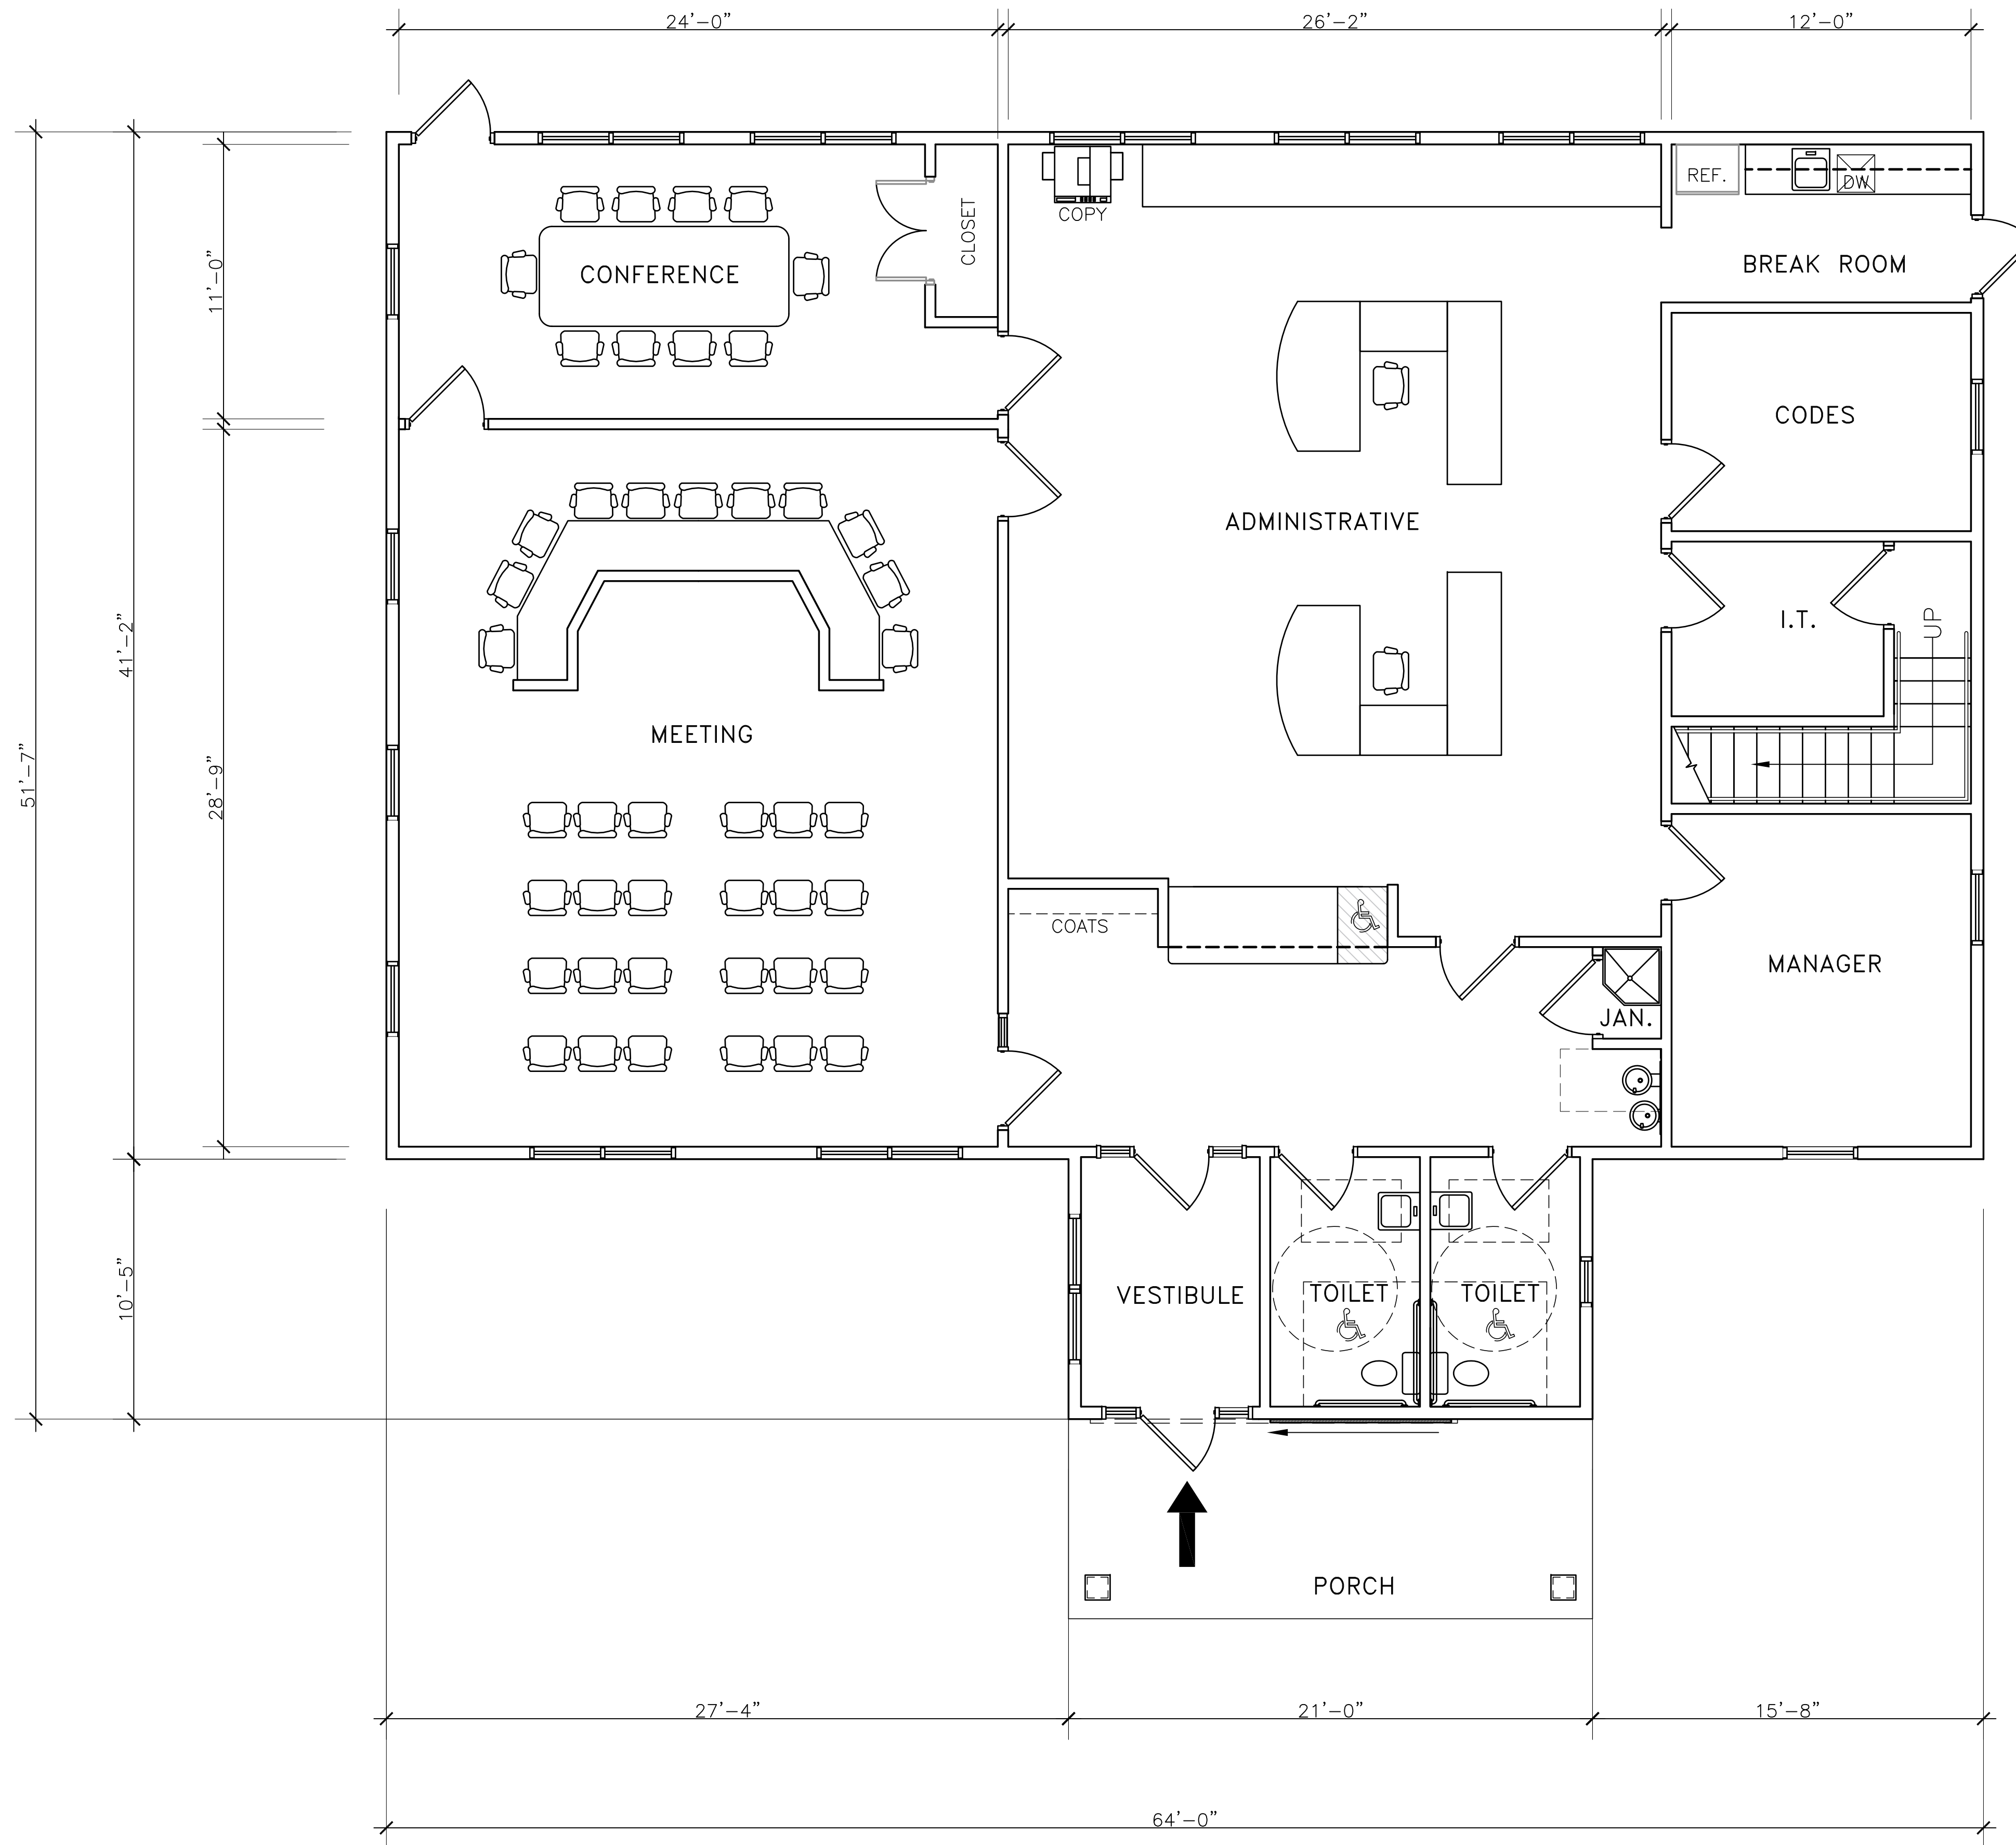 24'-0"
26'-2"
12'-0"
REF.
DW
COPY
CLOSET
CONFERENCE
BREAK ROOM
11'-0"
CODES
ADMINISTRATIVE
I.T.
UP
41'-2"
51'-7"
28'-9"
MEETING
COATS
MANAGER
JAN.
10'-5"
VESTIBULE
TOILET
TOILET
PORCH
27'-4"
21'-0"
15'-8"
64'-0"